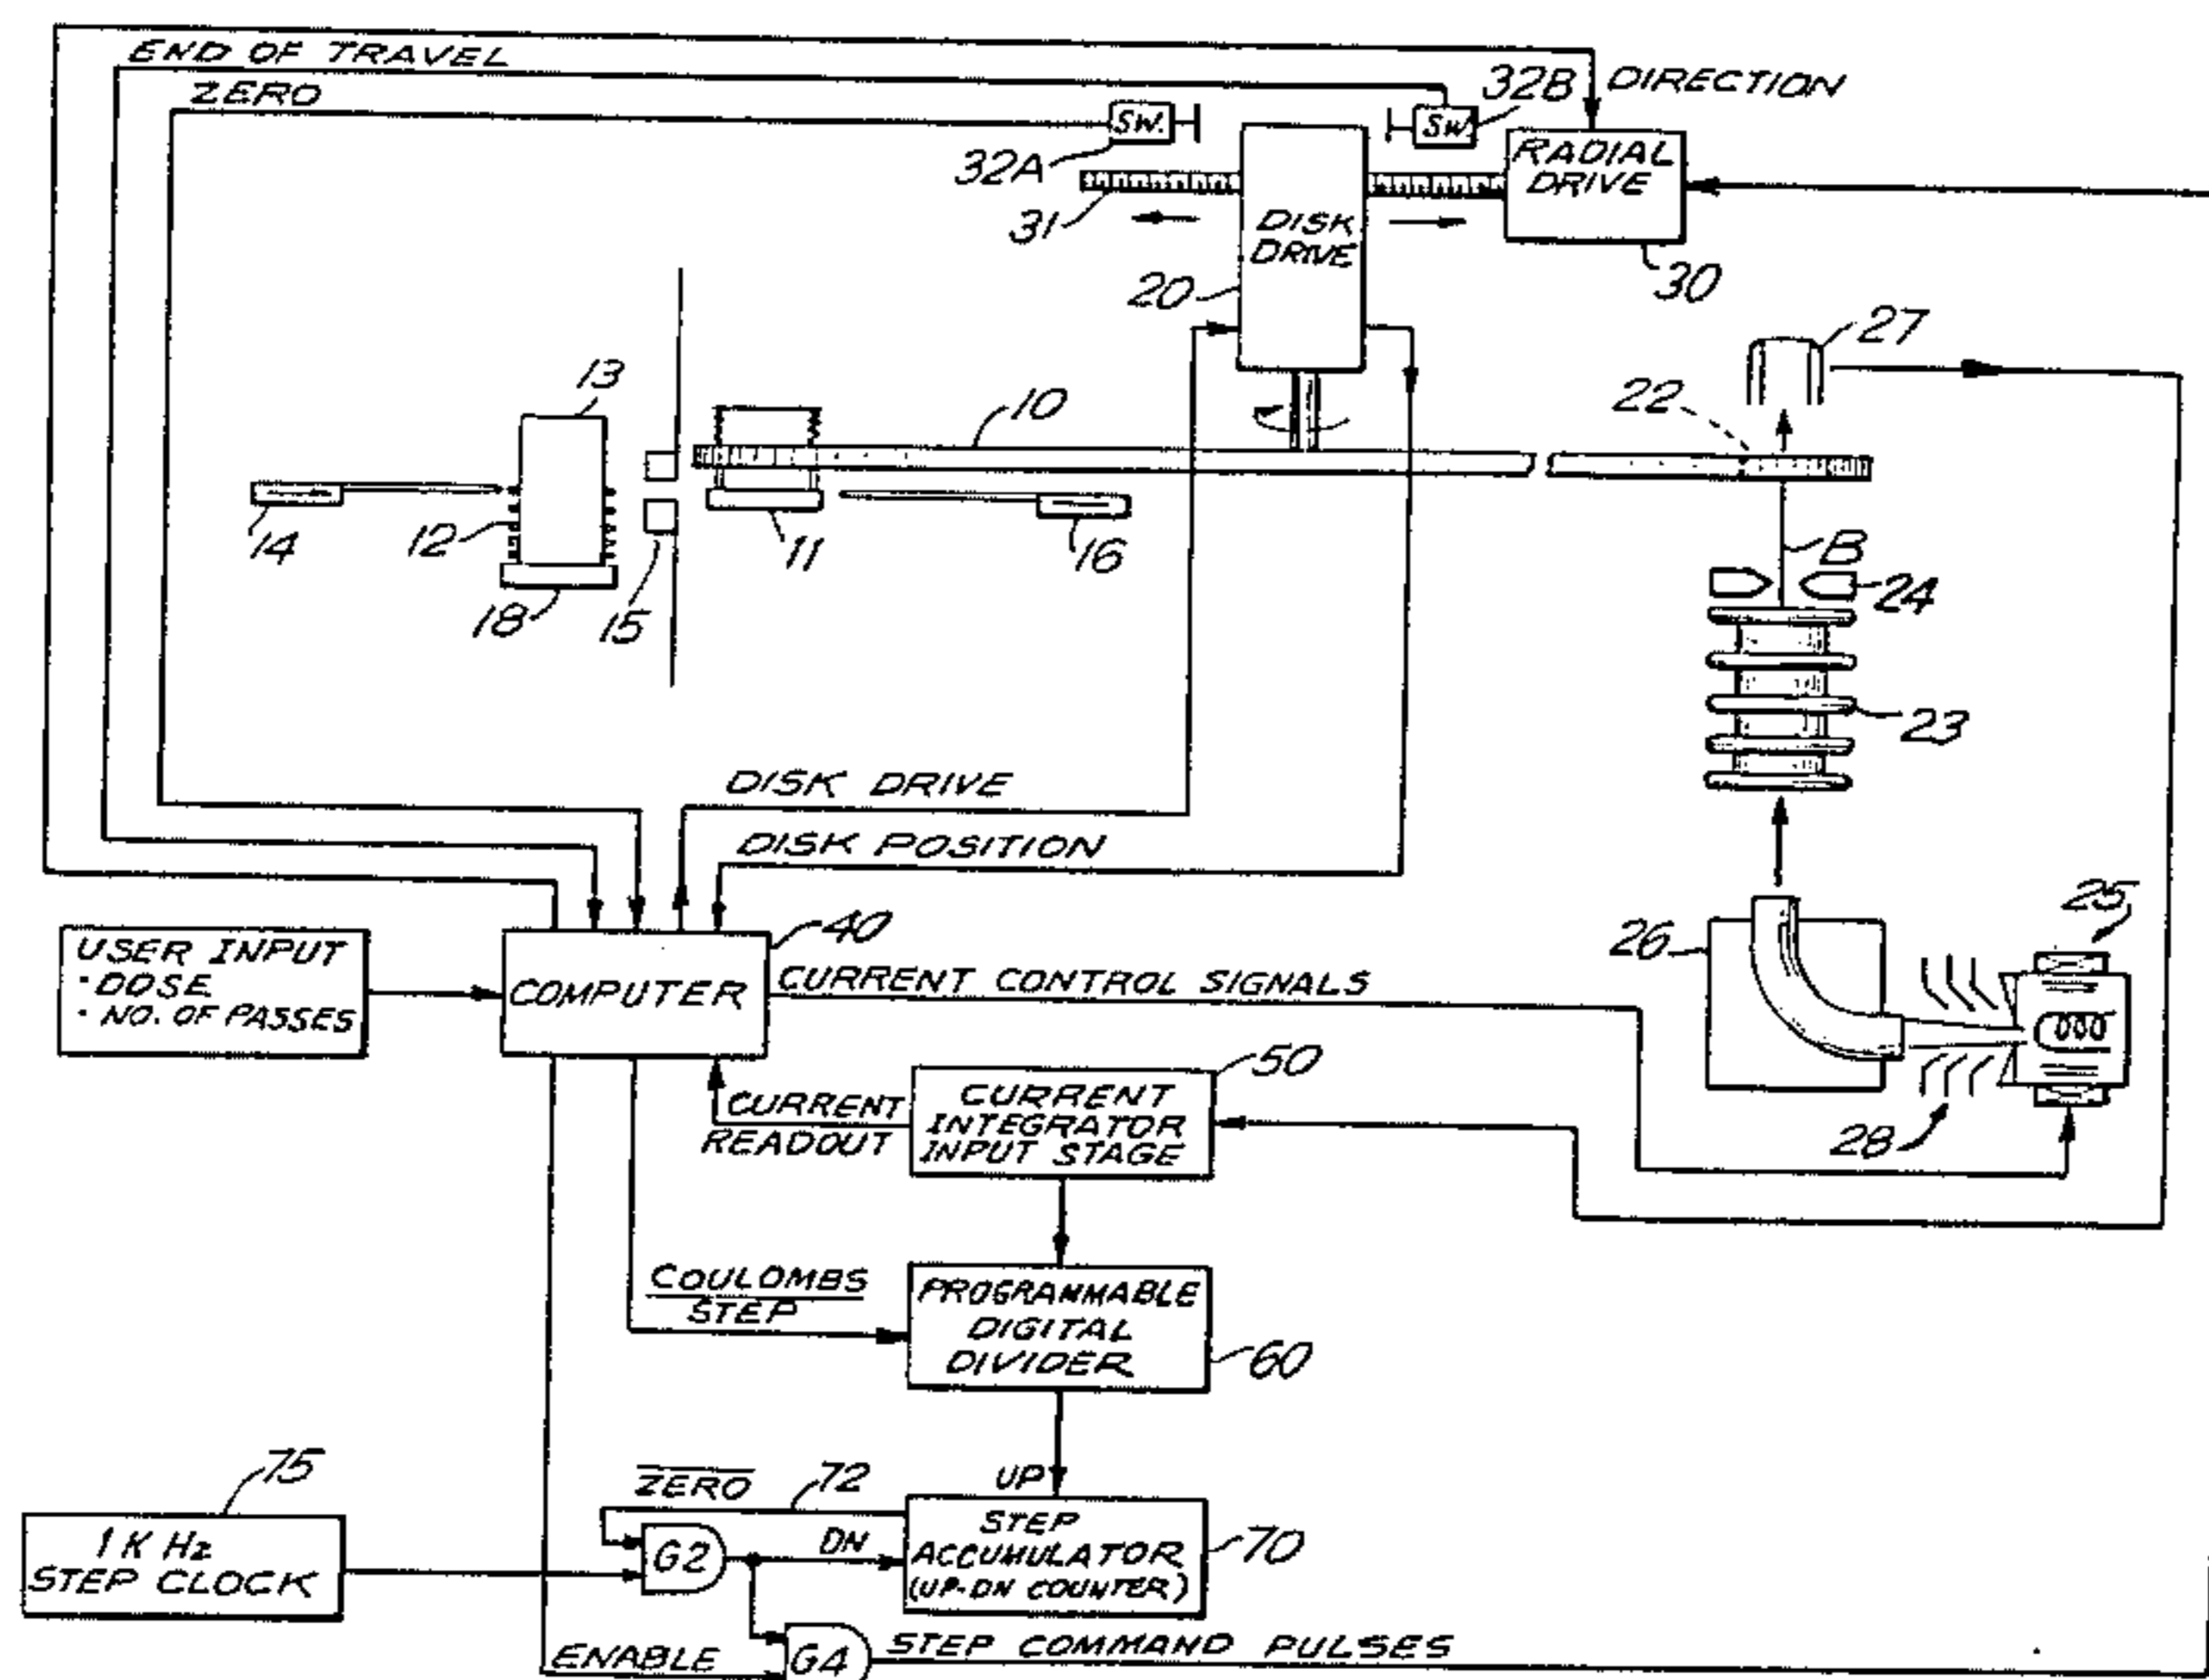 END OF TRAVEL
ZERO
DIRECTION
SW.
32A
32B
SW.
RADIAL
DRIVE
30
31
DISK
DRIVE
20
27
13
10
22
14
12
18
15
11
16
B
24
23
DISK DRIVE
DISK POSITION
USER INPUT
· DOSE
· NO. OF PASSES
40
COMPUTER
CURRENT CONTROL SIGNALS
26
25
28
50
CURRENT
INTEGRATOR
INPUT STAGE
CURRENT
READOUT
COULOMBS
STEP
PROGRAMMABLE
DIGITAL
DIVIDER
60
75
1 K Hz
STEP CLOCK
ZERO
72
UP
G2
DN
STEP
ACCUMULATOR
(UP-DN COUNTER)
70
ENABLE
G4
STEP COMMAND PULSES